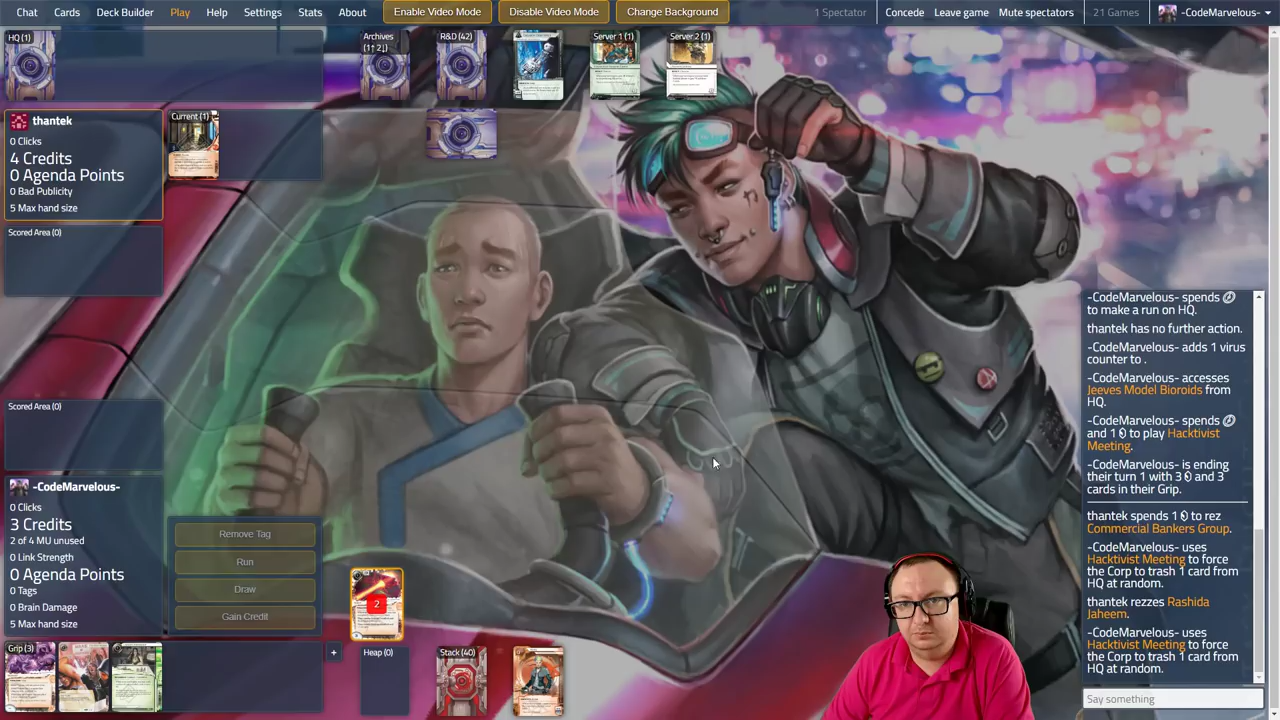 Chat
Cards
Deck Builder
Play
Help
Settings
Stats
About
Enable Video Mode
Disable Video Mode
Change Background
1 Spectator
Concede
Leave game
Mute spectators
21 Games
-CodeMarvelous-
HQ (1)
Archives
(1↑ 2↓)
R&D (42)
Server 1 (1)
Server 2 (1)
thantek
0 Clicks
4 Credits
0 Agenda Points
0 Bad Publicity
5 Max hand size
Current (1)
Scored Area (0)
Scored Area (0)
-CodeMarvelous-
0 Clicks
3 Credits
2 of 4 MU unused
0 Link Strength
0 Agenda Points
0 Tags
0 Brain Damage
5 Max hand size
Remove Tag
Run
Draw
Gain Credit
2
Grip (3)
+
Heap (0)
Stack (40)
-CodeMarvelous- spends
to make a run on HQ.
thantek has no further action.
-CodeMarvelous- adds 1 virus
counter to .
-CodeMarvelous- accesses
Jeeves Model Bioroids from
HQ.
-CodeMarvelous- spends
and 1 to play Hacktivist
Meeting.
-CodeMarvelous- is ending
their turn 1 with 3 and 3
cards in their Grip.
thantek spends 1 to rez
Commercial Bankers Group.
-CodeMarvelous- uses
Hacktivist Meeting to force
the Corp to trash 1 card from
HQ at random.
thantek rezzes Rashida
Jaheem.
-CodeMarvelous- uses
Hacktivist Meeting to force
the Corp to trash 1 card from
HQ at random.
Say something